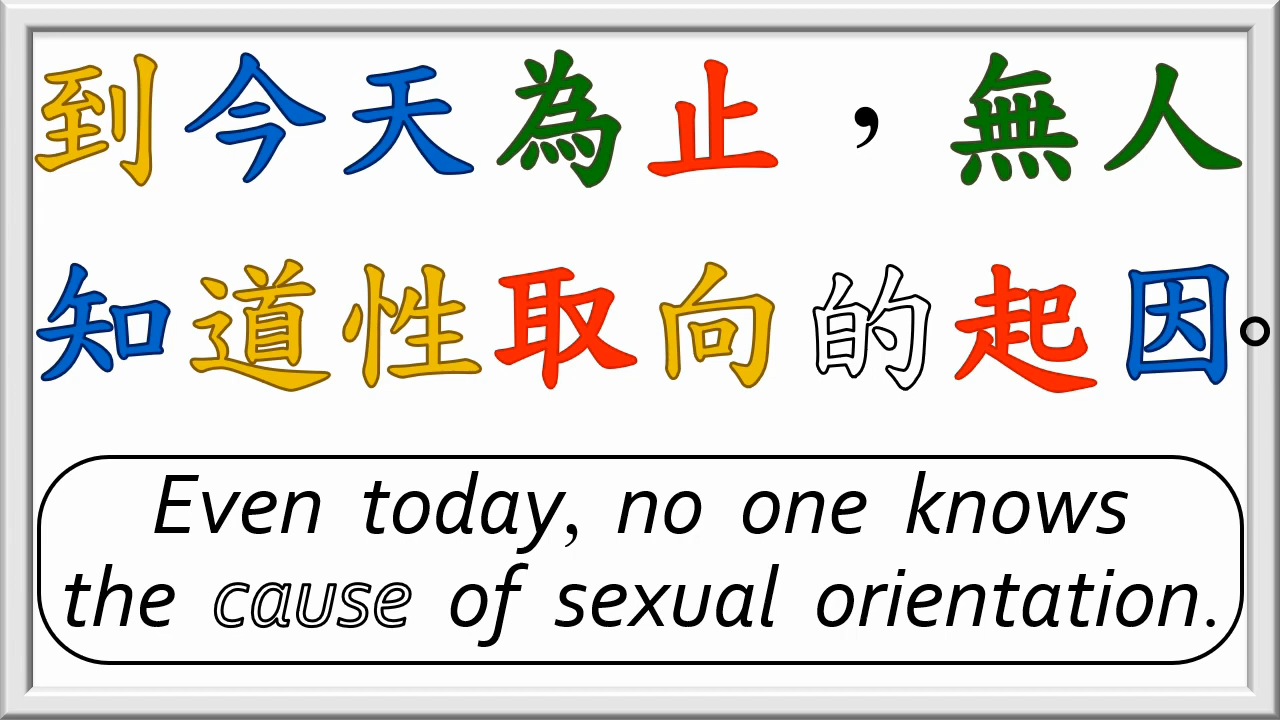 到今天為止，無人
知道性取向的起因。
Even today, no one knows
the cause of sexual orientation.